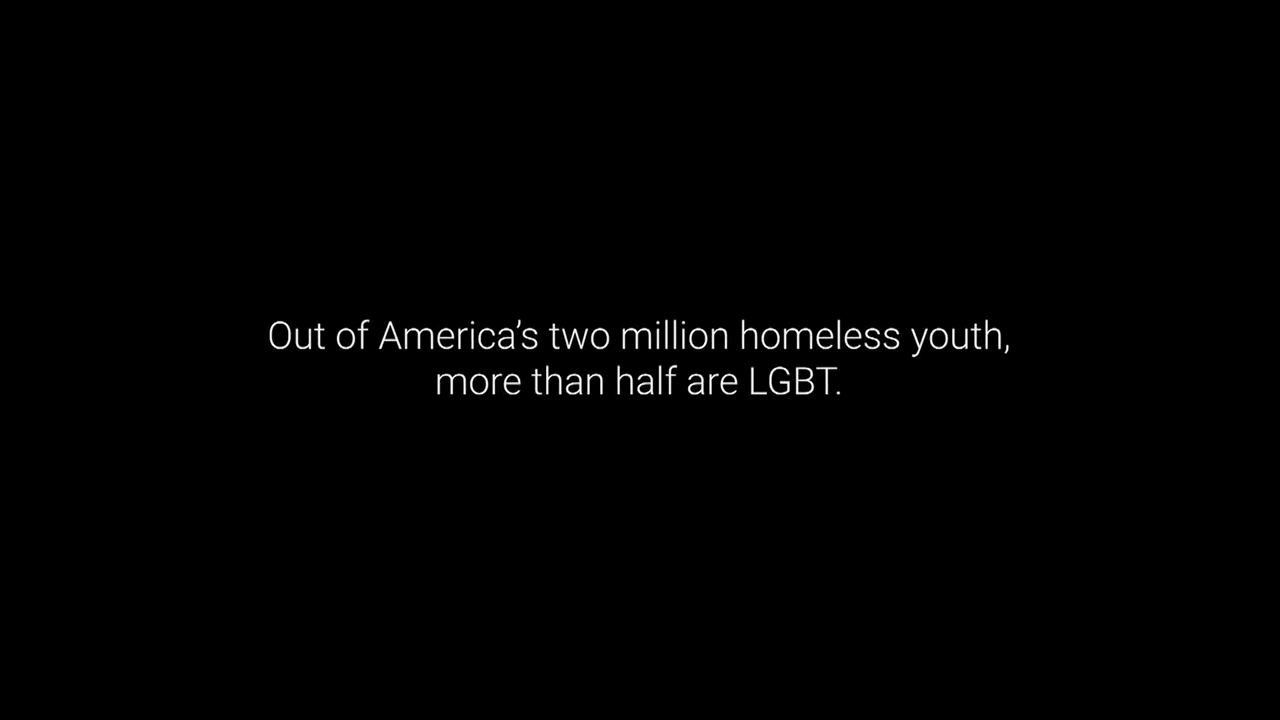 Out of America’s two million homeless youth,
more than half are LGBT.